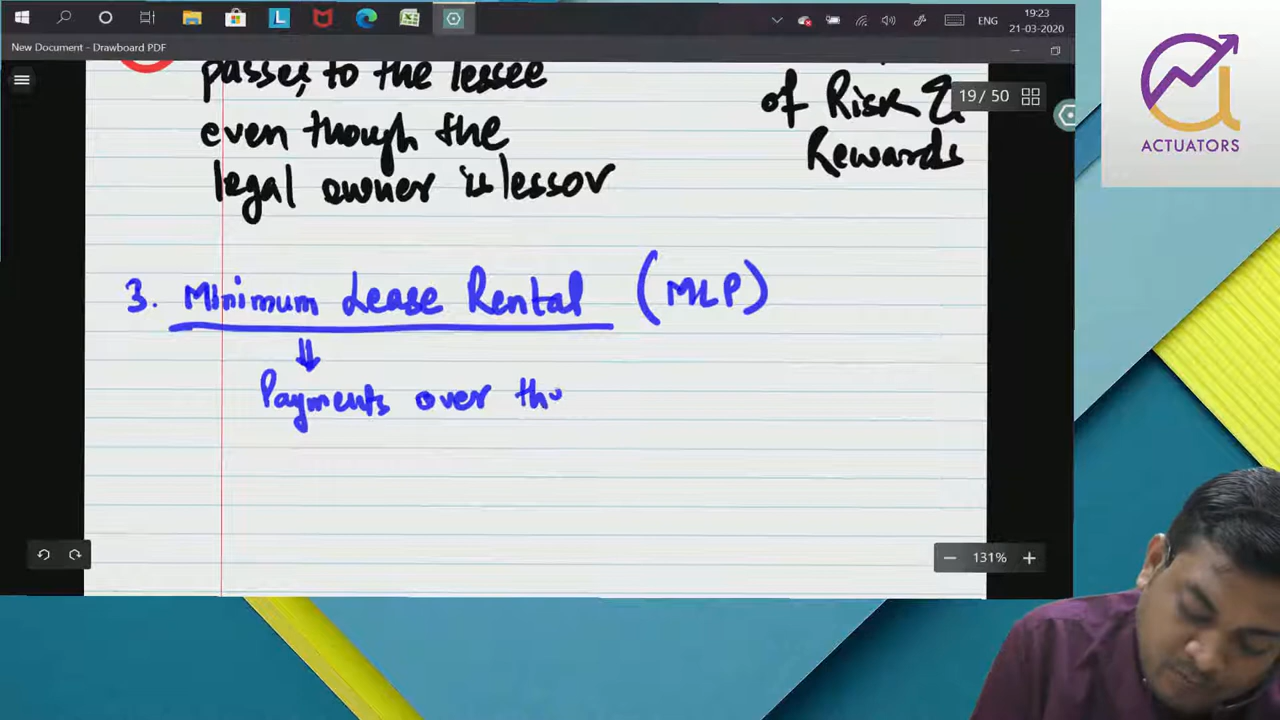 19:23
ENG
21-03-2020
New Document - Drawboard PDF
passes to the lessee
even though the
legal owner is lessor
of Risk &
Rewards
19 / 50
ACTUATORS
3. Minimum Lease Rental (MLP)
Payments over th
131%